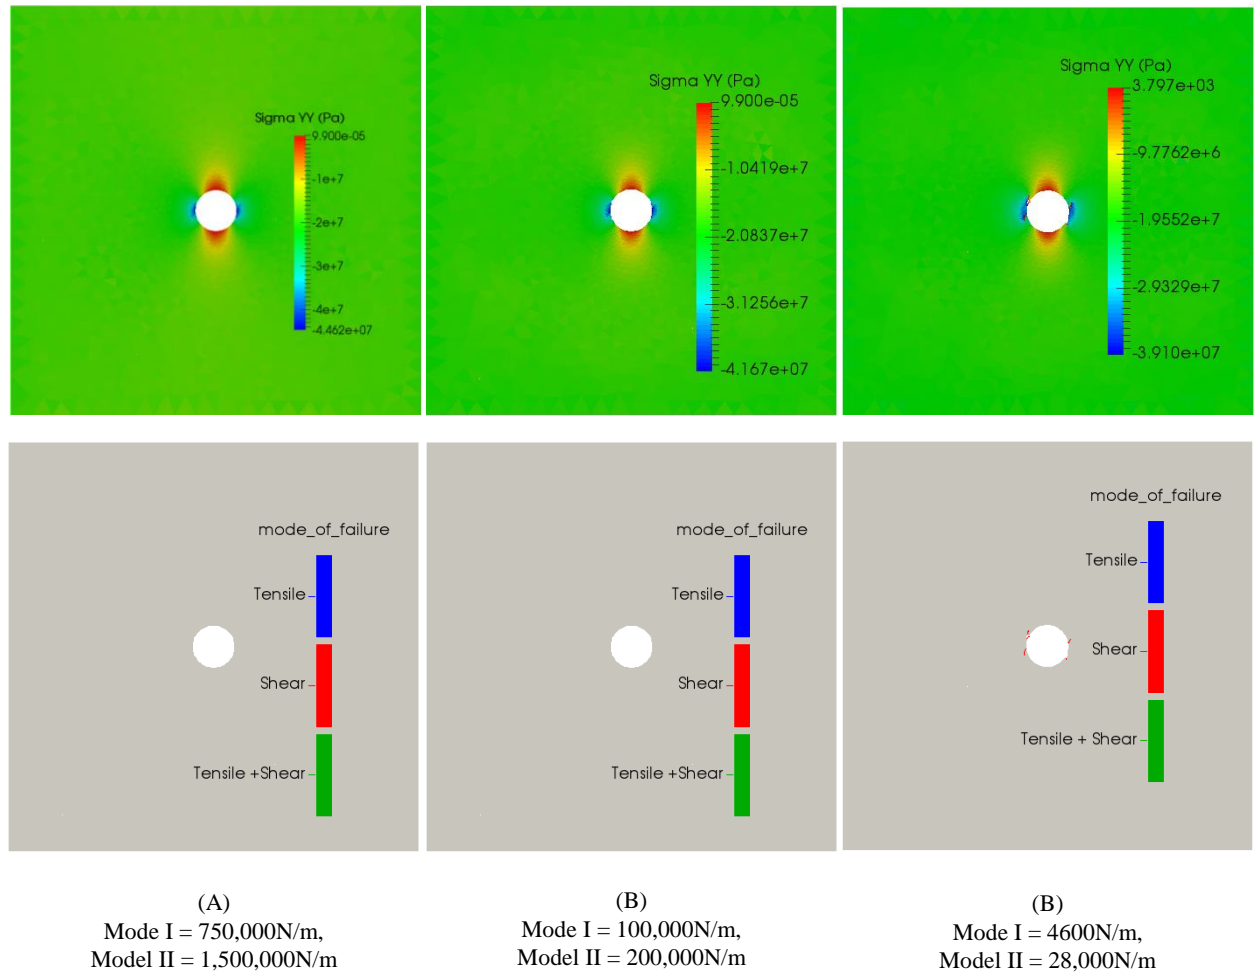 Sigma YY (Pa)
9.900e-05
-1e+7
-2e+7
-3e+7
-4e+7
-4.462e+07
Sigma YY (Pa)
9.900e-05
-1.0419e+7
-2.0837e+7
-3.1256e+7
-4.167e+07
Sigma YY (Pa)
3.797e+03
-9.7762e+6
-1.9552e+7
-2.9329e+7
-3.910e+07
mode_of_failure
Tensile
Shear
Tensile +Shear
mode_of_failure
Tensile
Shear
Tensile +Shear
mode_of_failure
Tensile
Shear
Tensile + Shear
(A)
Mode I = 750,000N/m,
Model II = 1,500,000N/m
(B)
Mode I = 100,000N/m,
Model II = 200,000N/m
(B)
Mode I = 4600N/m,
Model II = 28,000N/m